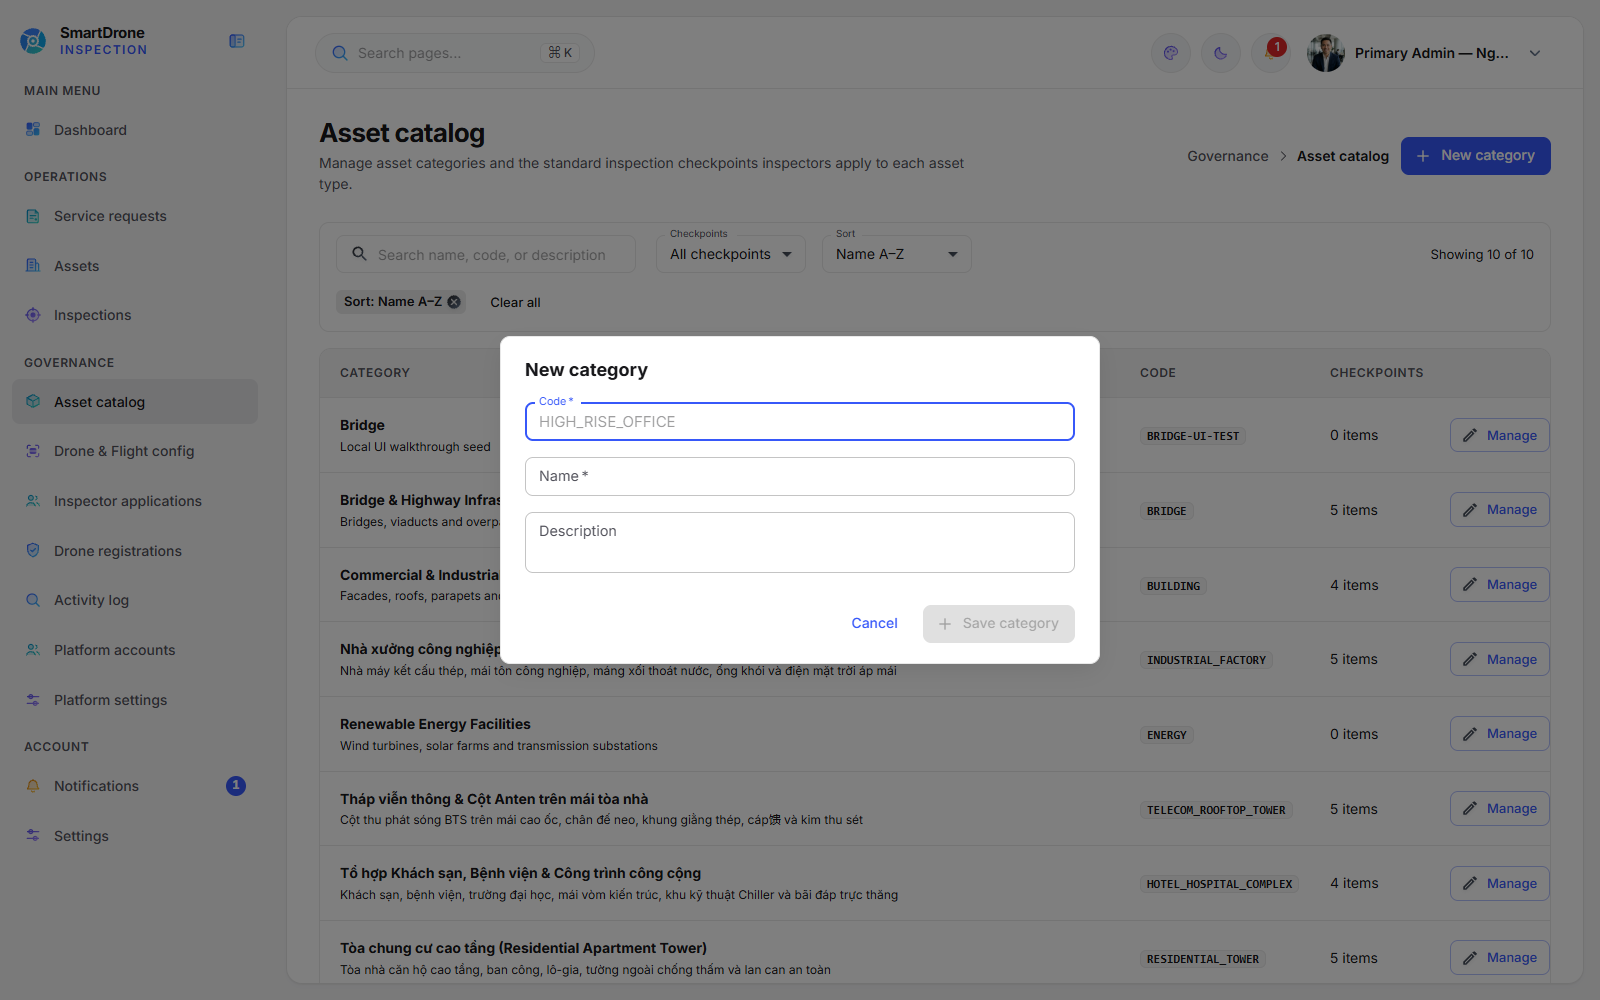 SmartDrone
INSPECTION
MAIN MENU
Dashboard
OPERATIONS
Service requests
Assets
Inspections
GOVERNANCE
Asset catalog
Drone & Flight config
Inspector applications
Drone registrations
Activity log
Platform accounts
Platform settings
ACCOUNT
Notifications 1
Settings
Search pages... ⌘ K
1
Primary Admin — Ng...
Asset catalog
Manage asset categories and the standard inspection checkpoints inspectors apply to each asset
type.
Governance > Asset catalog
+ New category
Search name, code, or description
Checkpoints
All checkpoints
Sort
Name A–Z
Showing 10 of 10
Sort: Name A–Z
Clear all
CATEGORY CODE CHECKPOINTS
Bridge
Local UI walkthrough seed
BRIDGE-UI-TEST 0 items Manage
Bridge & Highway Infras
Bridges, viaducts and overp
BRIDGE 5 items Manage
Commercial & Industria
Facades, roofs, parapets an
BUILDING 4 items Manage
Nhà xưởng công nghiệp
Nhà máy kết cấu thép, mái tôn công nghiệp, máng xối thoát nước, ống khói và điện mặt trời áp mái
INDUSTRIAL_FACTORY 5 items Manage
Renewable Energy Facilities
Wind turbines, solar farms and transmission substations
ENERGY 0 items Manage
Tháp viễn thông & Cột Anten trên mái tòa nhà
Cột thu phát sóng BTS trên mái cao ốc, chân đế neo, khung giằng thép, cáp馈 và kim thu sét
TELECOM_ROOFTOP_TOWER 5 items Manage
Tổ hợp Khách sạn, Bệnh viện & Công trình công cộng
Khách sạn, bệnh viện, trường đại học, mái vòm kiến trúc, khu kỹ thuật Chiller và bãi đáp trực thăng
HOTEL_HOSPITAL_COMPLEX 4 items Manage
Tòa chung cư cao tầng (Residential Apartment Tower)
Tòa nhà căn hộ cao tầng, ban công, lô-gia, tường ngoài chống thấm và lan can an toàn
RESIDENTIAL_TOWER 5 items Manage
New category
Code *
HIGH_RISE_OFFICE
Name *
Description
Cancel
+ Save category